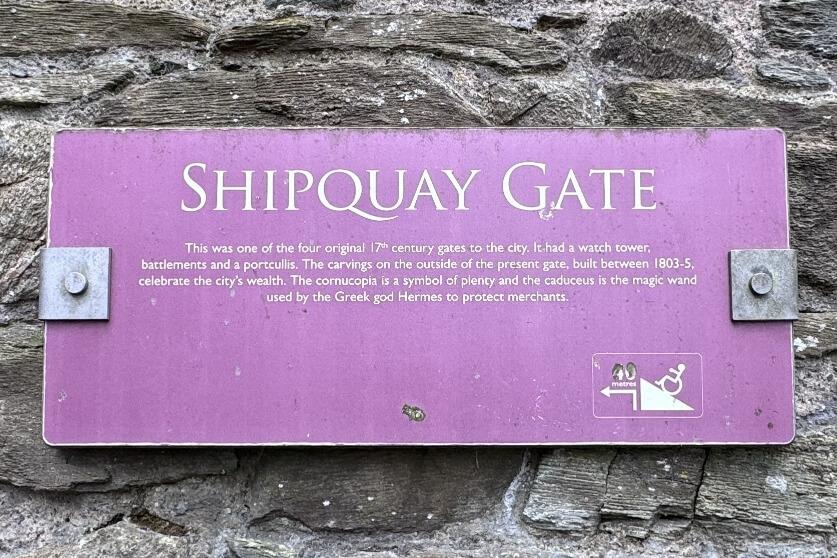 SHIPQUAY GATE
This was one of the four original 17th century gates to the city. It had a watch tower,
battlements and a portcullis. The carvings on the outside of the present gate, built between 1803-5,
celebrate the city's wealth. The cornucopia is a symbol of plenty and the caduceus is the magic wand
used by the Greek god Hermes to protect merchants.
40
metres